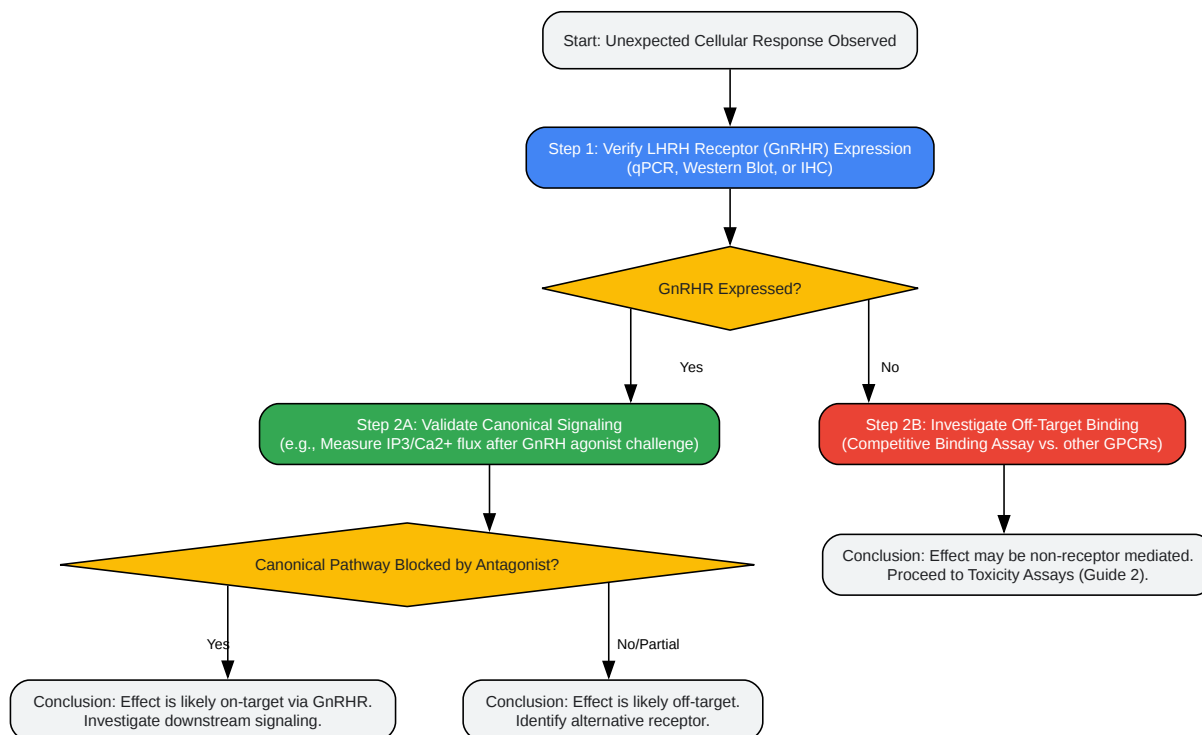 Start: Unexpected Cellular Response Observed
Step 1: Verify LHRH Receptor (GnRHR) Expression
(qPCR, Western Blot, or IHC)
GnRHR Expressed?
Yes
No
Step 2A: Validate Canonical Signaling
(e.g., Measure IP3/Ca2+ flux after GnRH agonist challenge)
Step 2B: Investigate Off-Target Binding
(Competitive Binding Assay vs. other GPCRs)
Canonical Pathway Blocked by Antagonist?
Conclusion: Effect may be non-receptor mediated.
Proceed to Toxicity Assays (Guide 2).
Yes
No/Partial
Conclusion: Effect is likely on-target via GnRHR.
Investigate downstream signaling.
Conclusion: Effect is likely off-target.
Identify alternative receptor.